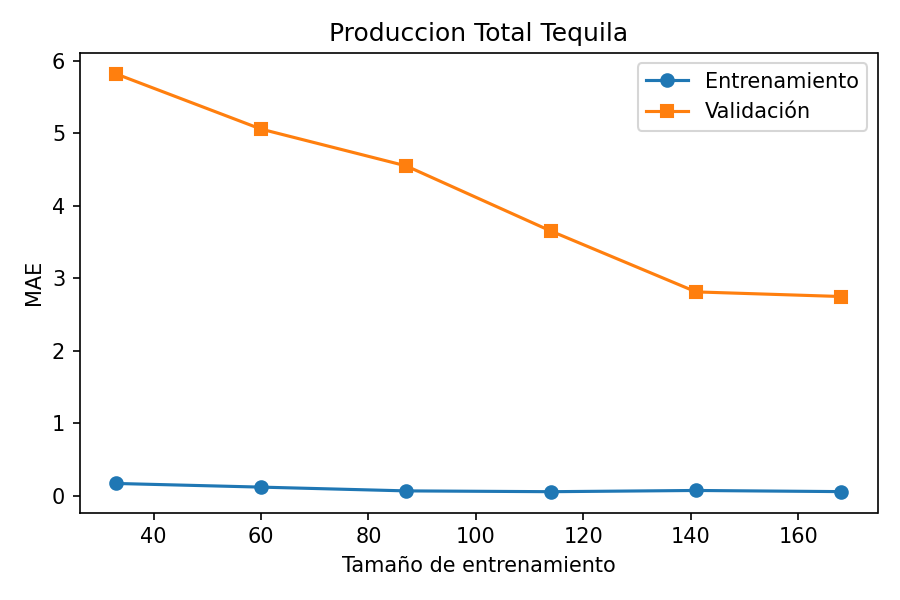 Produccion Total Tequila
Entrenamiento
Validación
6
5
4
3
2
1
0
MAE
40 60 80 100 120 140 160
Tamaño de entrenamiento